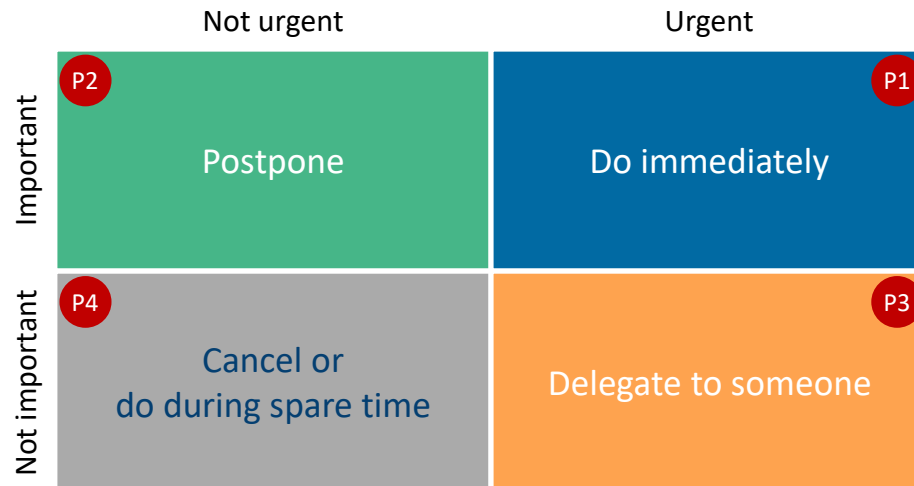 Not urgent
Urgent
Important
P2
Postpone
P1
Do immediately
Not important
P4
Cancel or
do during spare time
P3
Delegate to someone